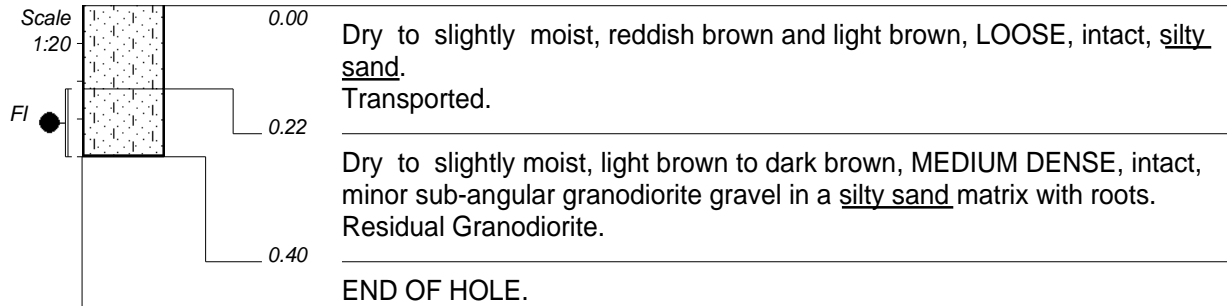 Scale
1:20
0.00
Dry to slightly moist, reddish brown and light brown, LOOSE, intact, silty
sand.
Transported.
FI
0.22
Dry to slightly moist, light brown to dark brown, MEDIUM DENSE, intact,
minor sub-angular granodiorite gravel in a silty sand matrix with roots.
Residual Granodiorite.
0.40
END OF HOLE.